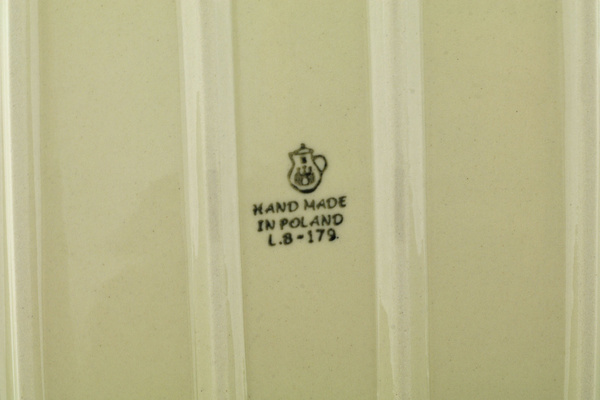 HAND MADE
IN POLAND
L.B-179.